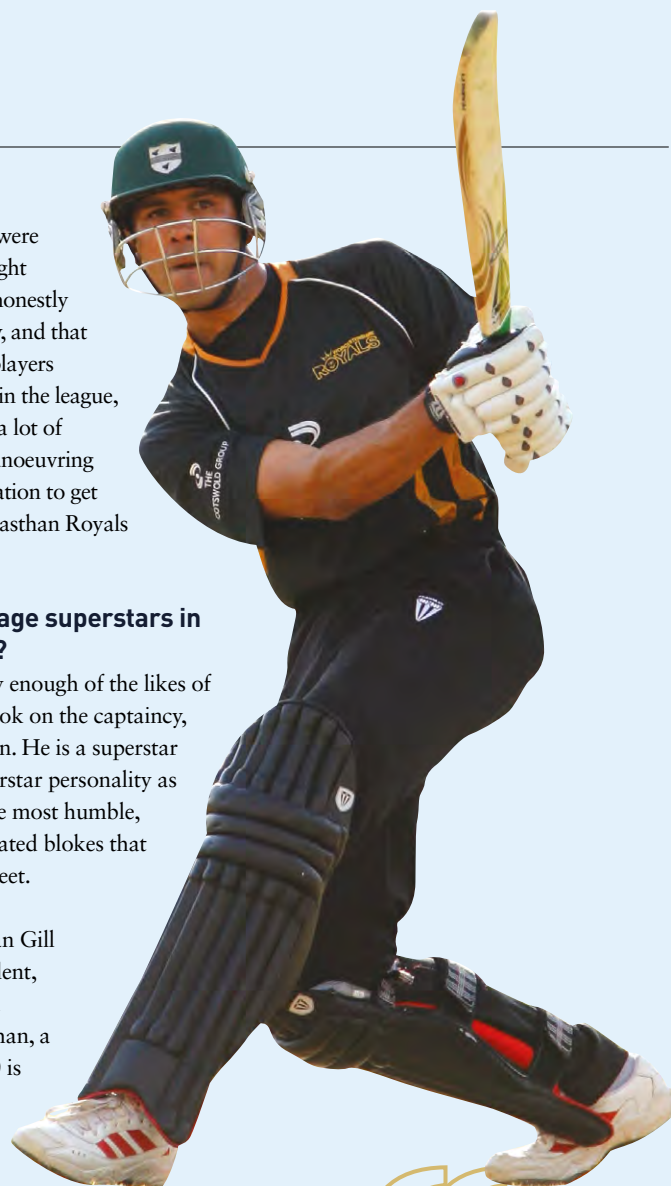 were
ght
honestly
, and that
layers
in the league,
a lot of
noeuvring
ation to get
asthan Royals
age superstars in
?
y enough of the likes of
ok on the captaincy,
n. He is a superstar
rstar personality as
e most humble,
ated blokes that
eet.
n Gill
lent,
nan, a
is
ROYALS
THE
COTSWOLD GROUP